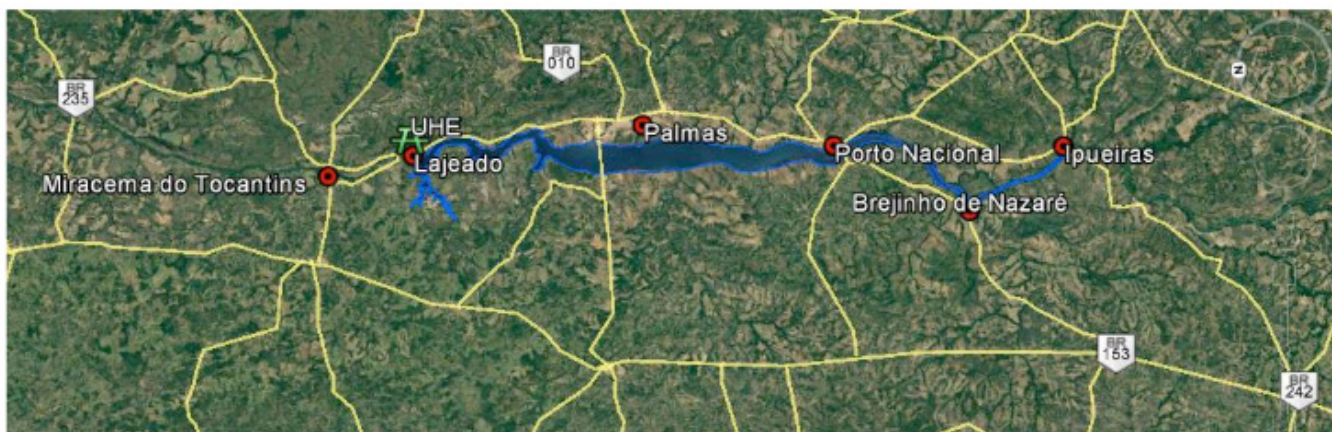 BR
010
BR
235
N
UHE
Palmas
Lajeado
Porto Nacional
Ipueiras
Miracema do Tocantins
Brejinho de Nazaré
BR
153
BR
242